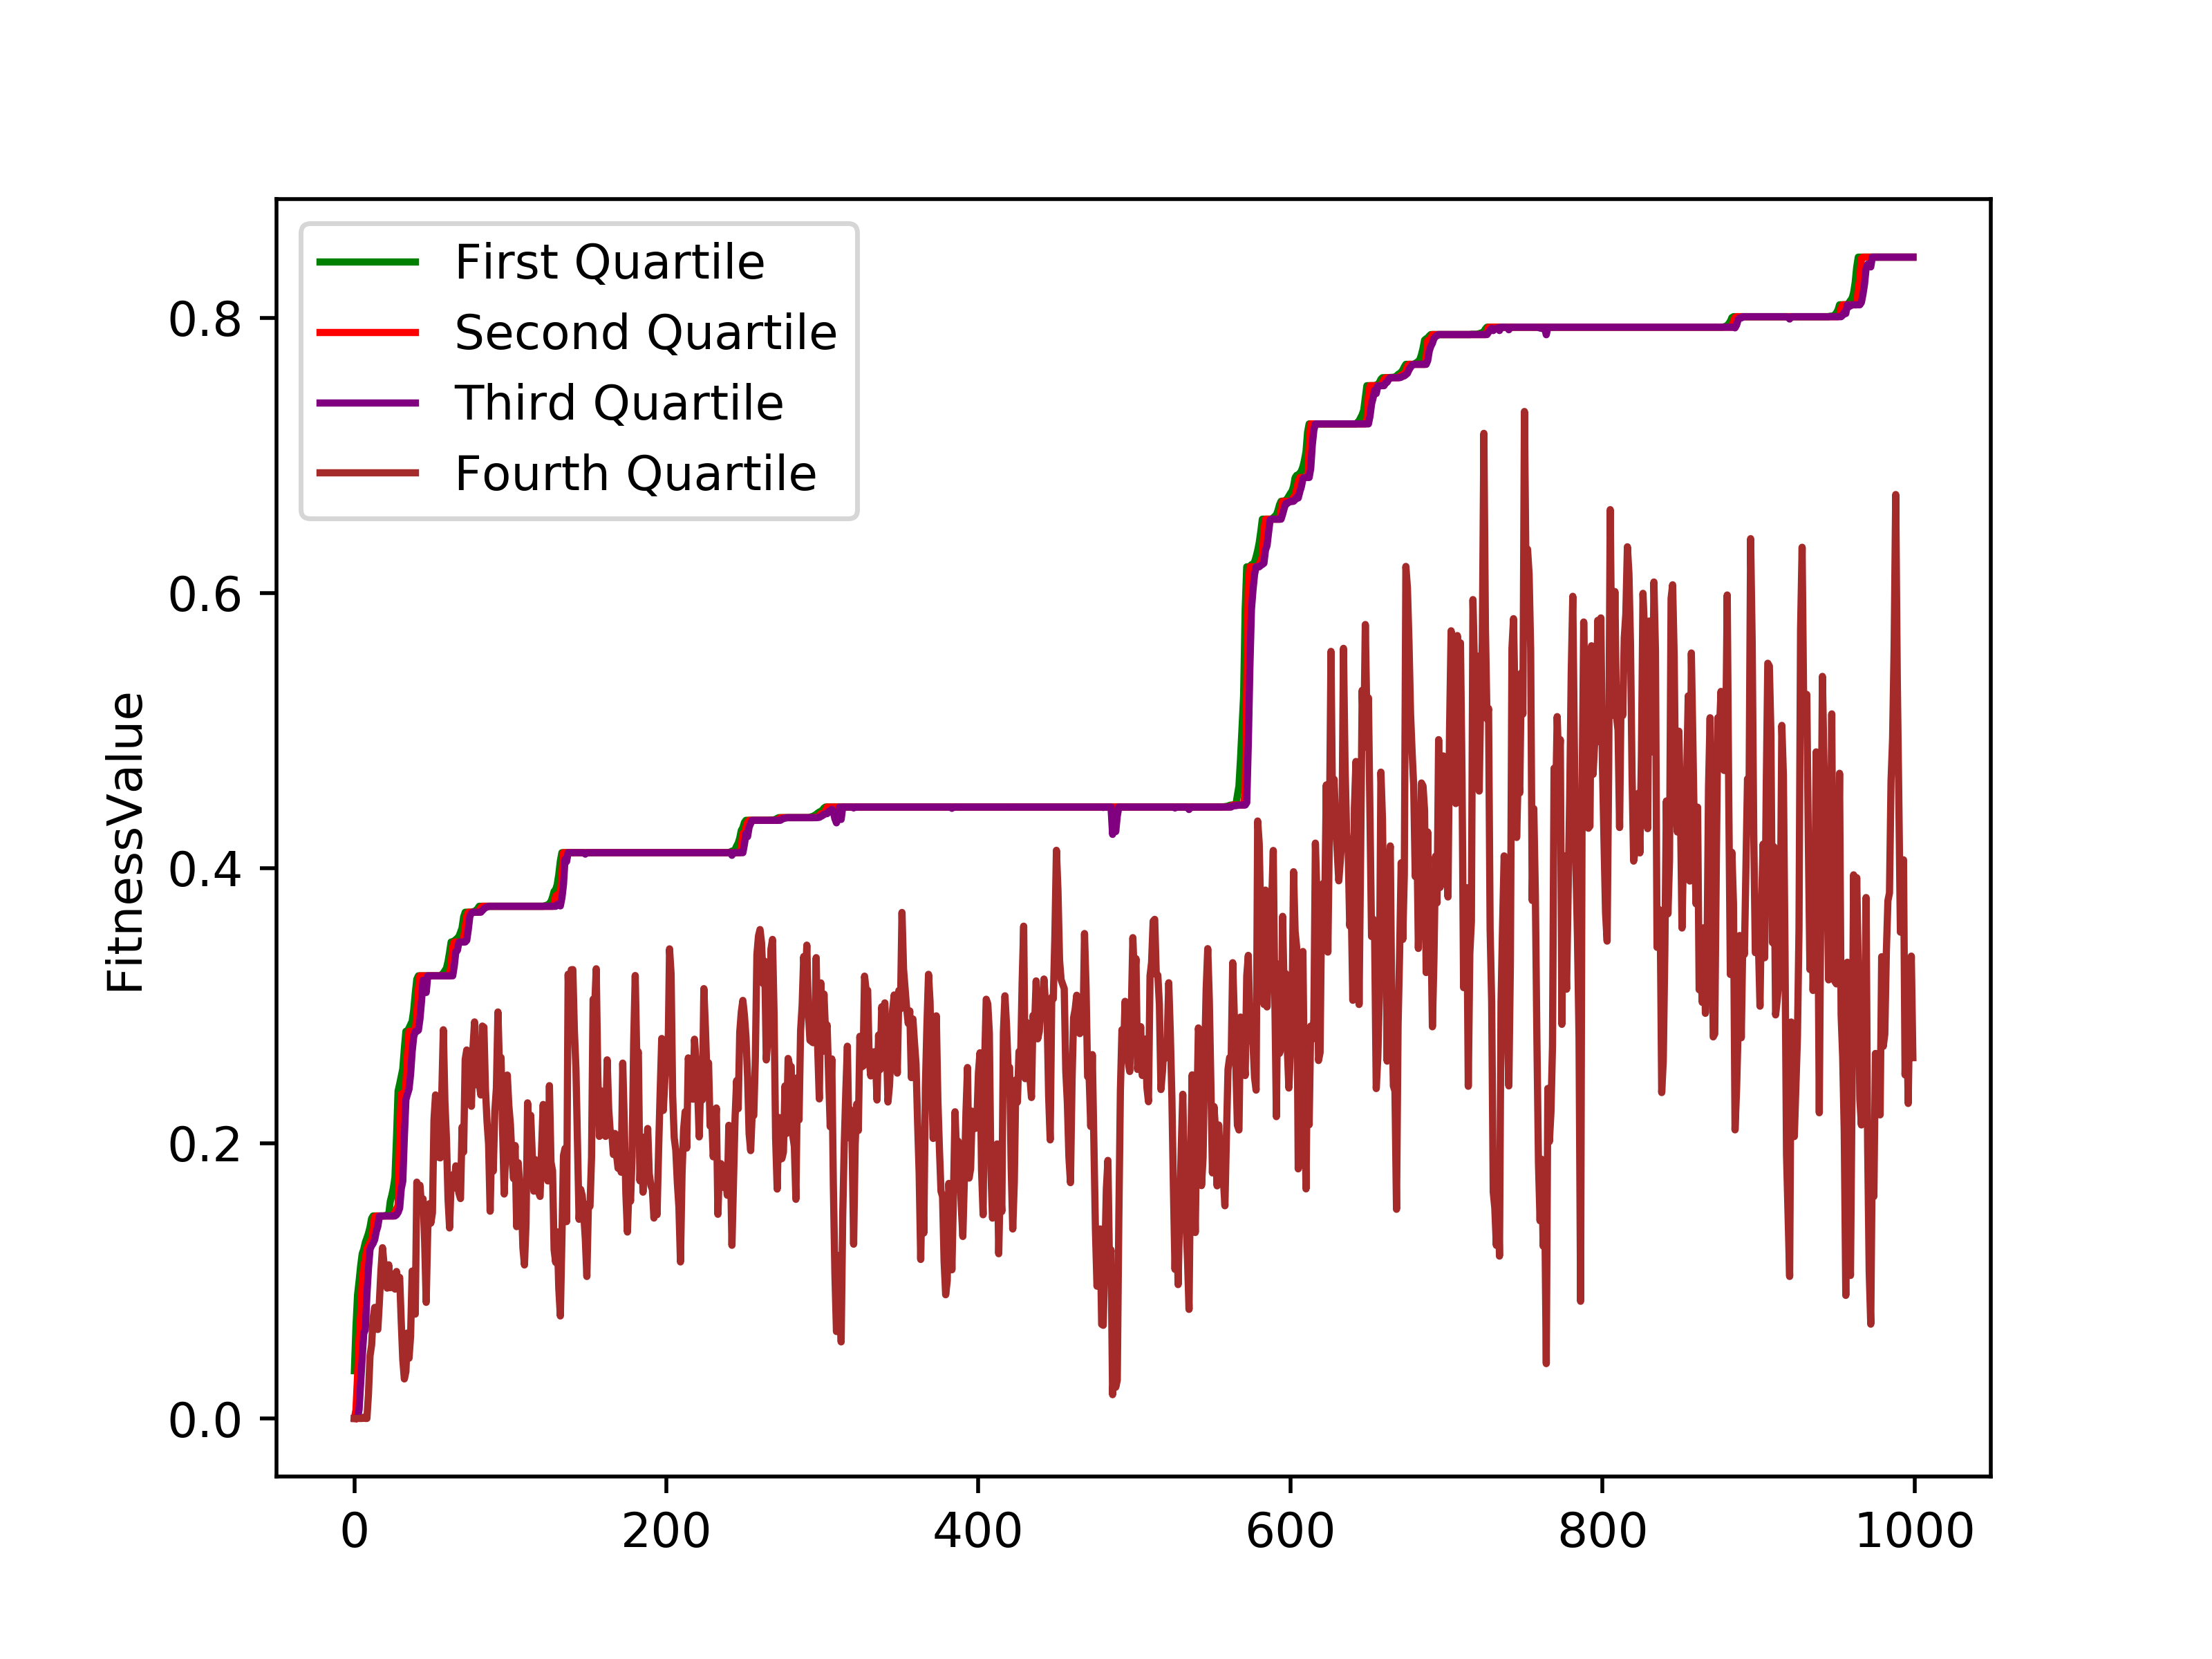 First Quartile
Second Quartile
Third Quartile
Fourth Quartile
FitnessValue
0.8
0.6
0.4
0.2
0.0
0 200 400 600 800 1000